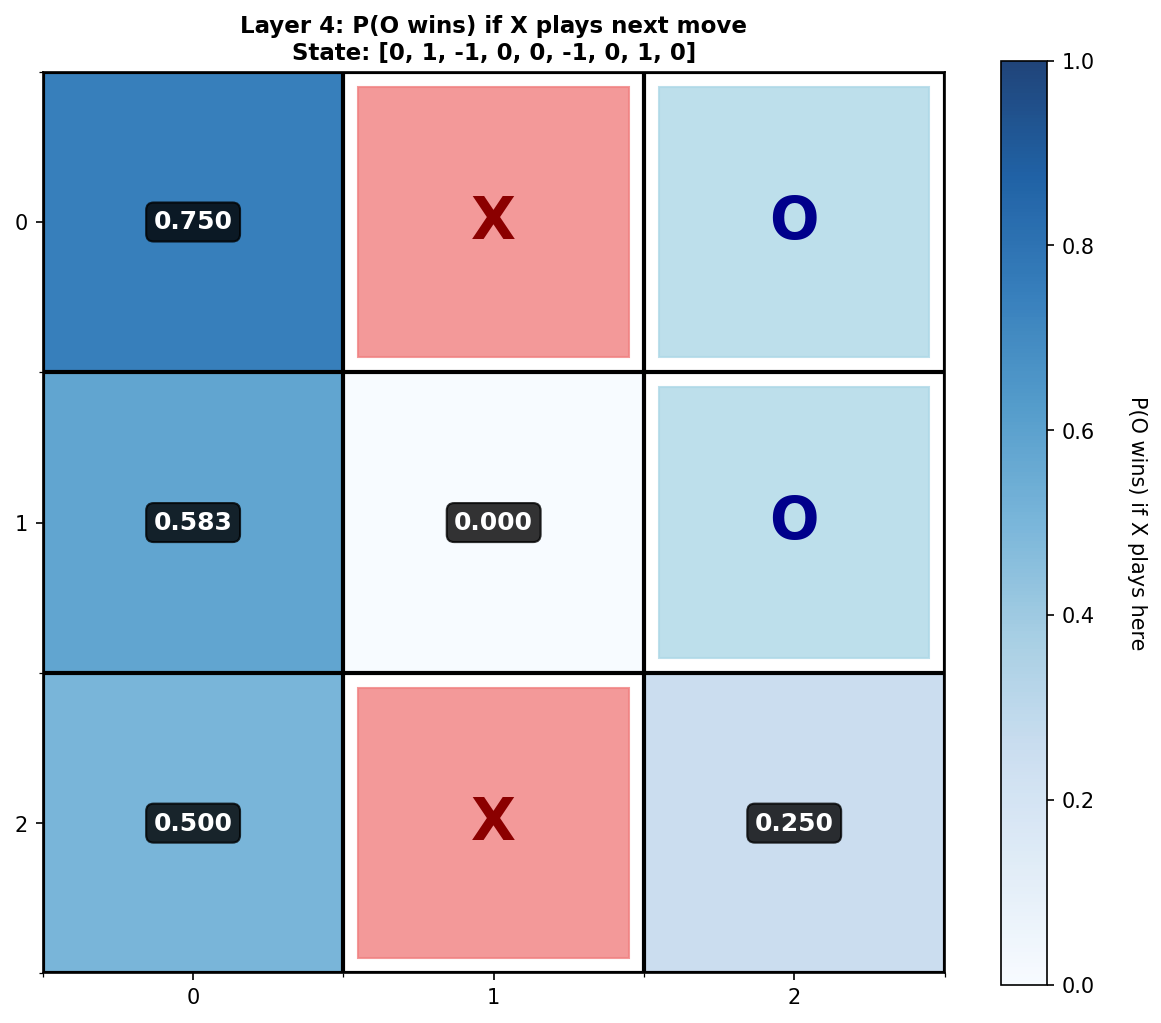 Layer 4: P(O wins) if X plays next move
State: [0, 1, -1, 0, 0, -1, 0, 1, 0]
0.750 X O
0.583 0.000 O
0.500 X 0.250
0
1
2
0 1 2
1.0
0.8
0.6
0.4
0.2
0.0
P(O wins) if X plays here